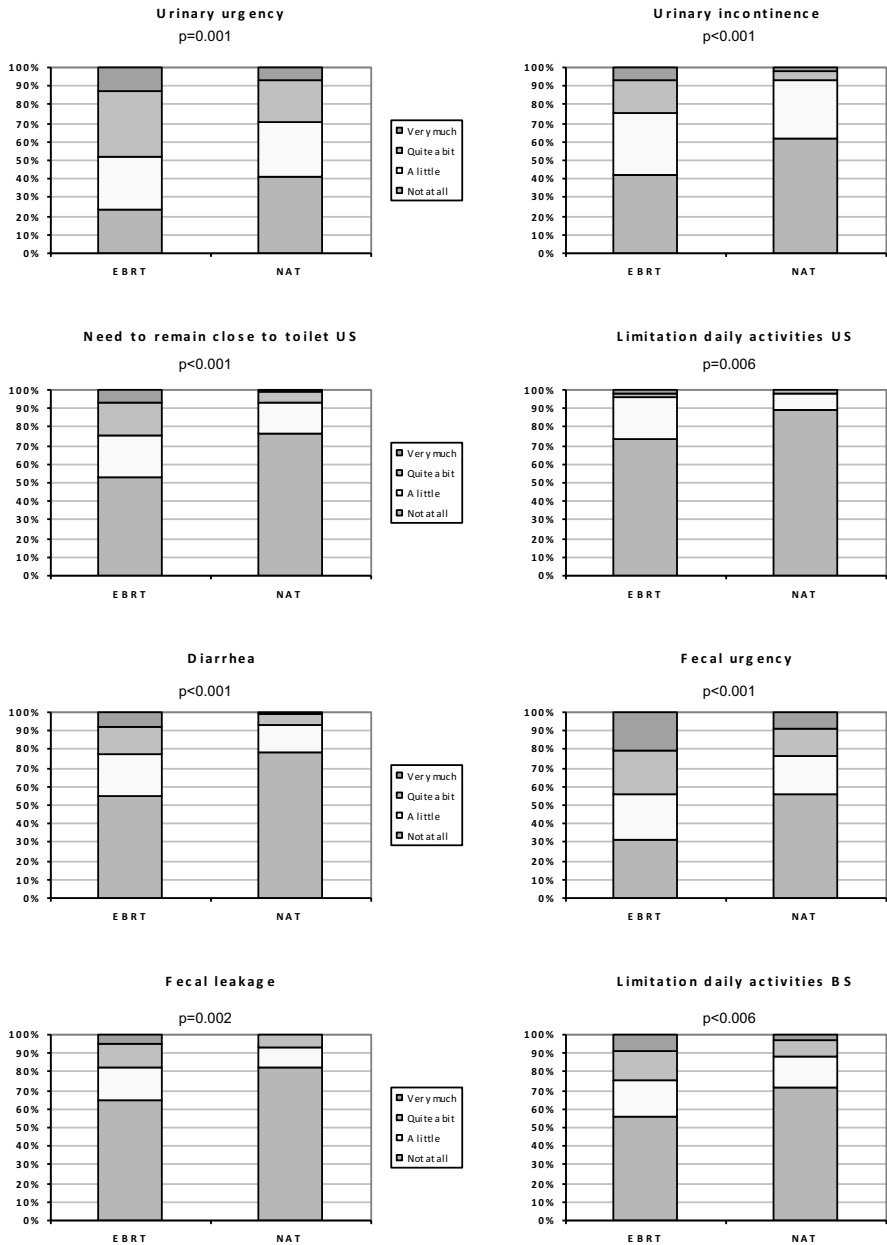 Urinary urgency
p=0.001
100%
90%
80%
70%
60%
50%
40%
30%
20%
10%
0%
EBRT NAT
Very much
Quite a bit
A little
Not at all
Urinary incontinence
p<0.001
100%
90%
80%
70%
60%
50%
40%
30%
20%
10%
0%
EBRT NAT
Need to remain close to toilet US
p<0.001
100%
90%
80%
70%
60%
50%
40%
30%
20%
10%
0%
EBRT NAT
Very much
Quite a bit
A little
Not at all
Limitation daily activities US
p=0.006
100%
90%
80%
70%
60%
50%
40%
30%
20%
10%
0%
EBRT NAT
Diarrhea
p<0.001
100%
90%
80%
70%
60%
50%
40%
30%
20%
10%
0%
EBRT NAT
Very much
Quite a bit
A little
Not at all
Fecal urgency
p<0.001
100%
90%
80%
70%
60%
50%
40%
30%
20%
10%
0%
EBRT NAT
Fecal leakage
p=0.002
100%
90%
80%
70%
60%
50%
40%
30%
20%
10%
0%
EBRT NAT
Very much
Quite a bit
A little
Not at all
Limitation daily activities BS
p<0.006
100%
90%
80%
70%
60%
50%
40%
30%
20%
10%
0%
EBRT NAT